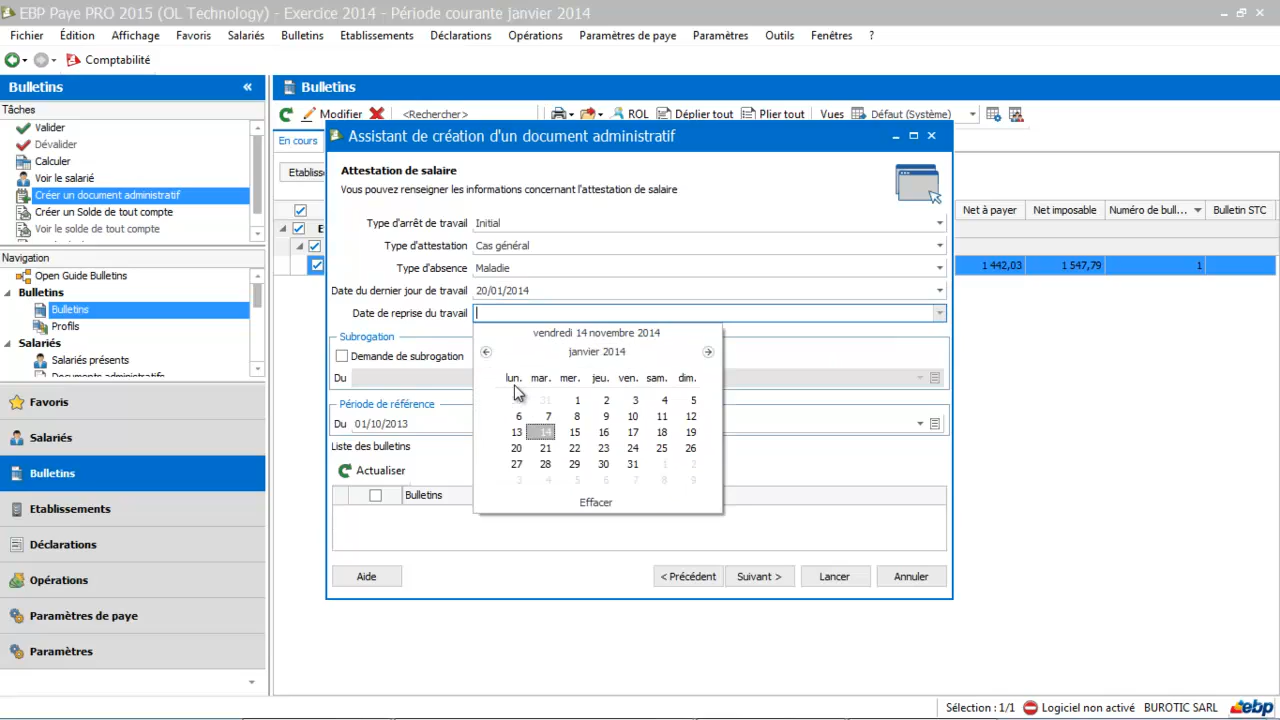 EBP Paye PRO 2015 (OL Technology) - Exercice 2014 - Période courante janvier 2014
Fichier Édition Affichage Favoris Salariés Bulletins Etablissements Déclarations Opérations Paramètres de paye Paramètres Outils Fenêtres ?
Comptabilité
Bulletins «
Tâches
Valider
Dévalider
Calculer
Voir le salarié
Créer un document administratif
Créer un Solde de tout compte
Voir le solde de tout compte
Navigation
Open Guide Bulletins
Bulletins
Bulletins
Profils
Salariés
Salariés présents
Documents administratifs
Favoris
Salariés
Bulletins
Etablissements
Déclarations
Opérations
Paramètres de paye
Paramètres
Bulletins
Modifier <Rechercher> ROL Déplier tout Plier tout Vues Défaut (Système)
En cours
Etablis
Net à payer Net imposable Numéro de bull... Bulletin STC
E
1 442,03 1 547,79 1
Assistant de création d'un document administratif
Attestation de salaire
Vous pouvez renseigner les informations concernant l'attestation de salaire
Type d'arrêt de travail Initial
Type d'attestation Cas général
Type d'absence Maladie
Date du dernier jour de travail 20/01/2014
Date de reprise du travail
Subrogation
Demande de subrogation
Du
Période de référence
Du 01/10/2013
Liste des bulletins
Actualiser
Bulletins
vendredi 14 novembre 2014
janvier 2014
lun. mar. mer. jeu. ven. sam. dim.
31 1 2 3 4 5
6 7 8 9 10 11 12
13 14 15 16 17 18 19
20 21 22 23 24 25 26
27 28 29 30 31 1 2
3 4 5 6 7 8 9
Effacer
Aide < Précédent Suivant > Lancer Annuler
Sélection : 1/1 Logiciel non activé BUROTIC SARL ebp